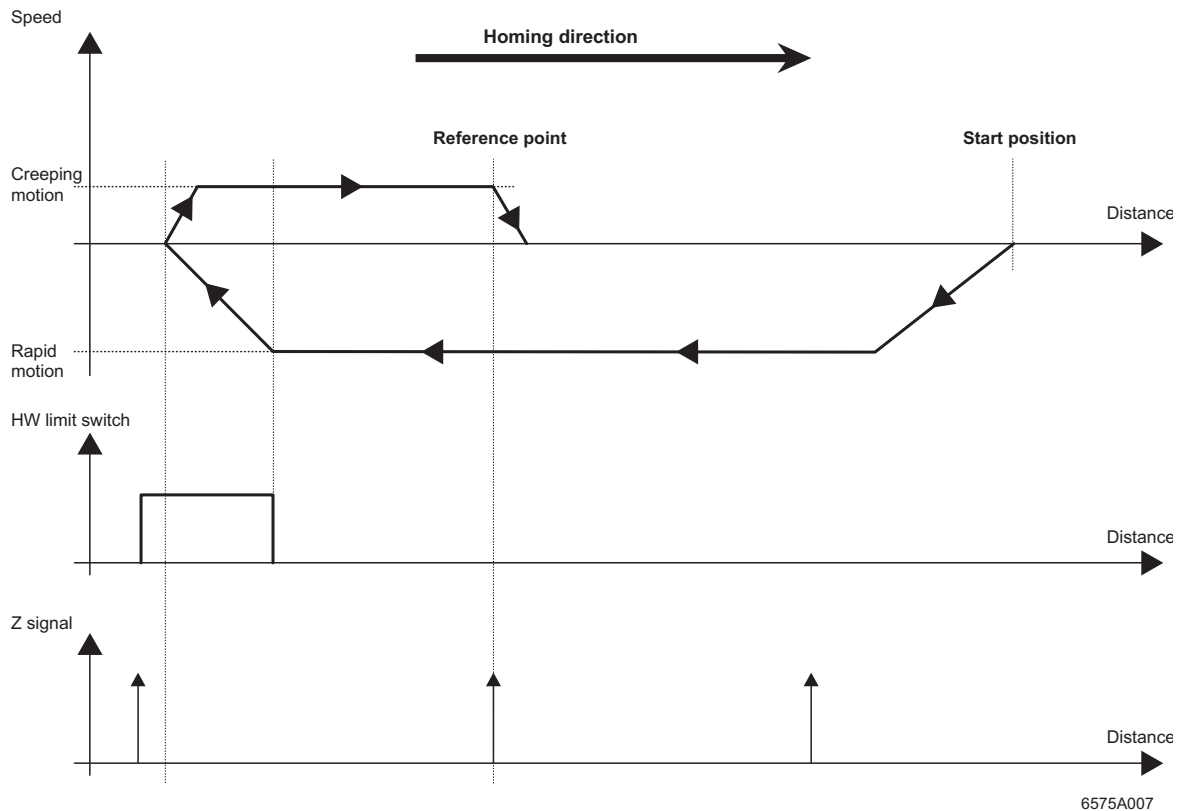 Speed
Homing direction
Reference point
Start position
Creeping
motion
Distance
Rapid
motion
HW limit switch
Distance
Z signal
Distance
6575A007